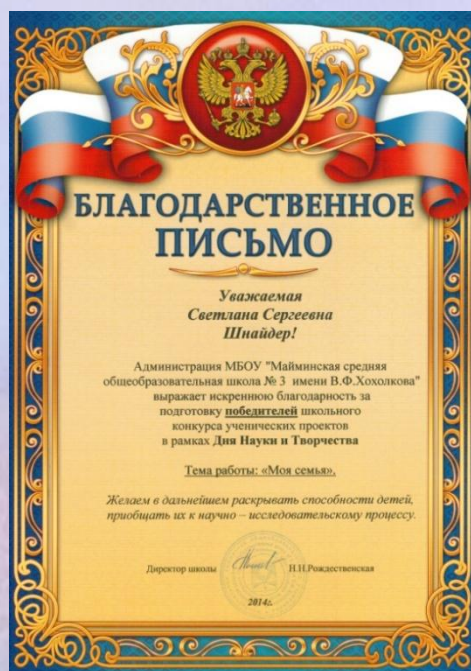 БЛАГОДАРСТВЕННОЕ
ПИСЬМО
Уважаемая
Светлана Сергеевна
Шнайдер!
Администрация МБОУ "Майминская средняя
общеобразовательная школа № 3 имени В.Ф.Хохолкова"
выражает искреннюю благодарность за
подготовку победителей школьного
конкурса ученических проектов
в рамках Дня Науки и Творчества
Тема работы: «Моя семья».
Желаем в дальнейшем раскрывать способности детей,
приобщать их к научно – исследовательскому процессу.
Директор школы Н.Н.Рождественская
2014г.